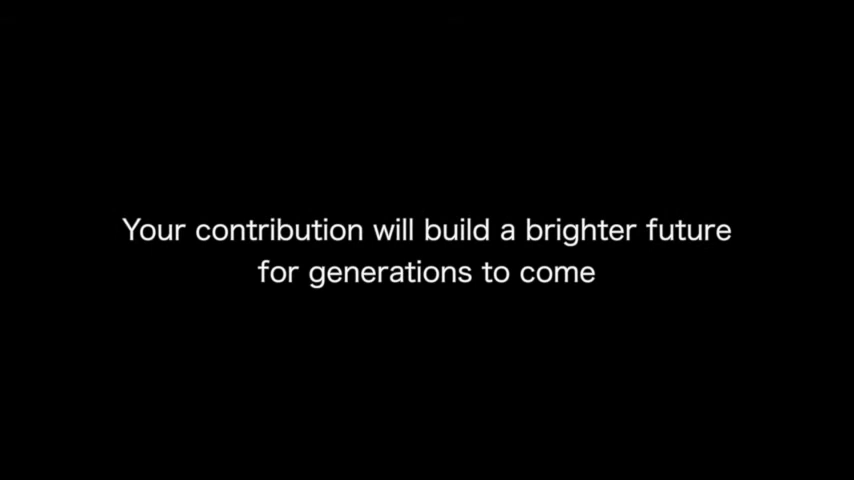 Your contribution will build a brighter future
for generations to come